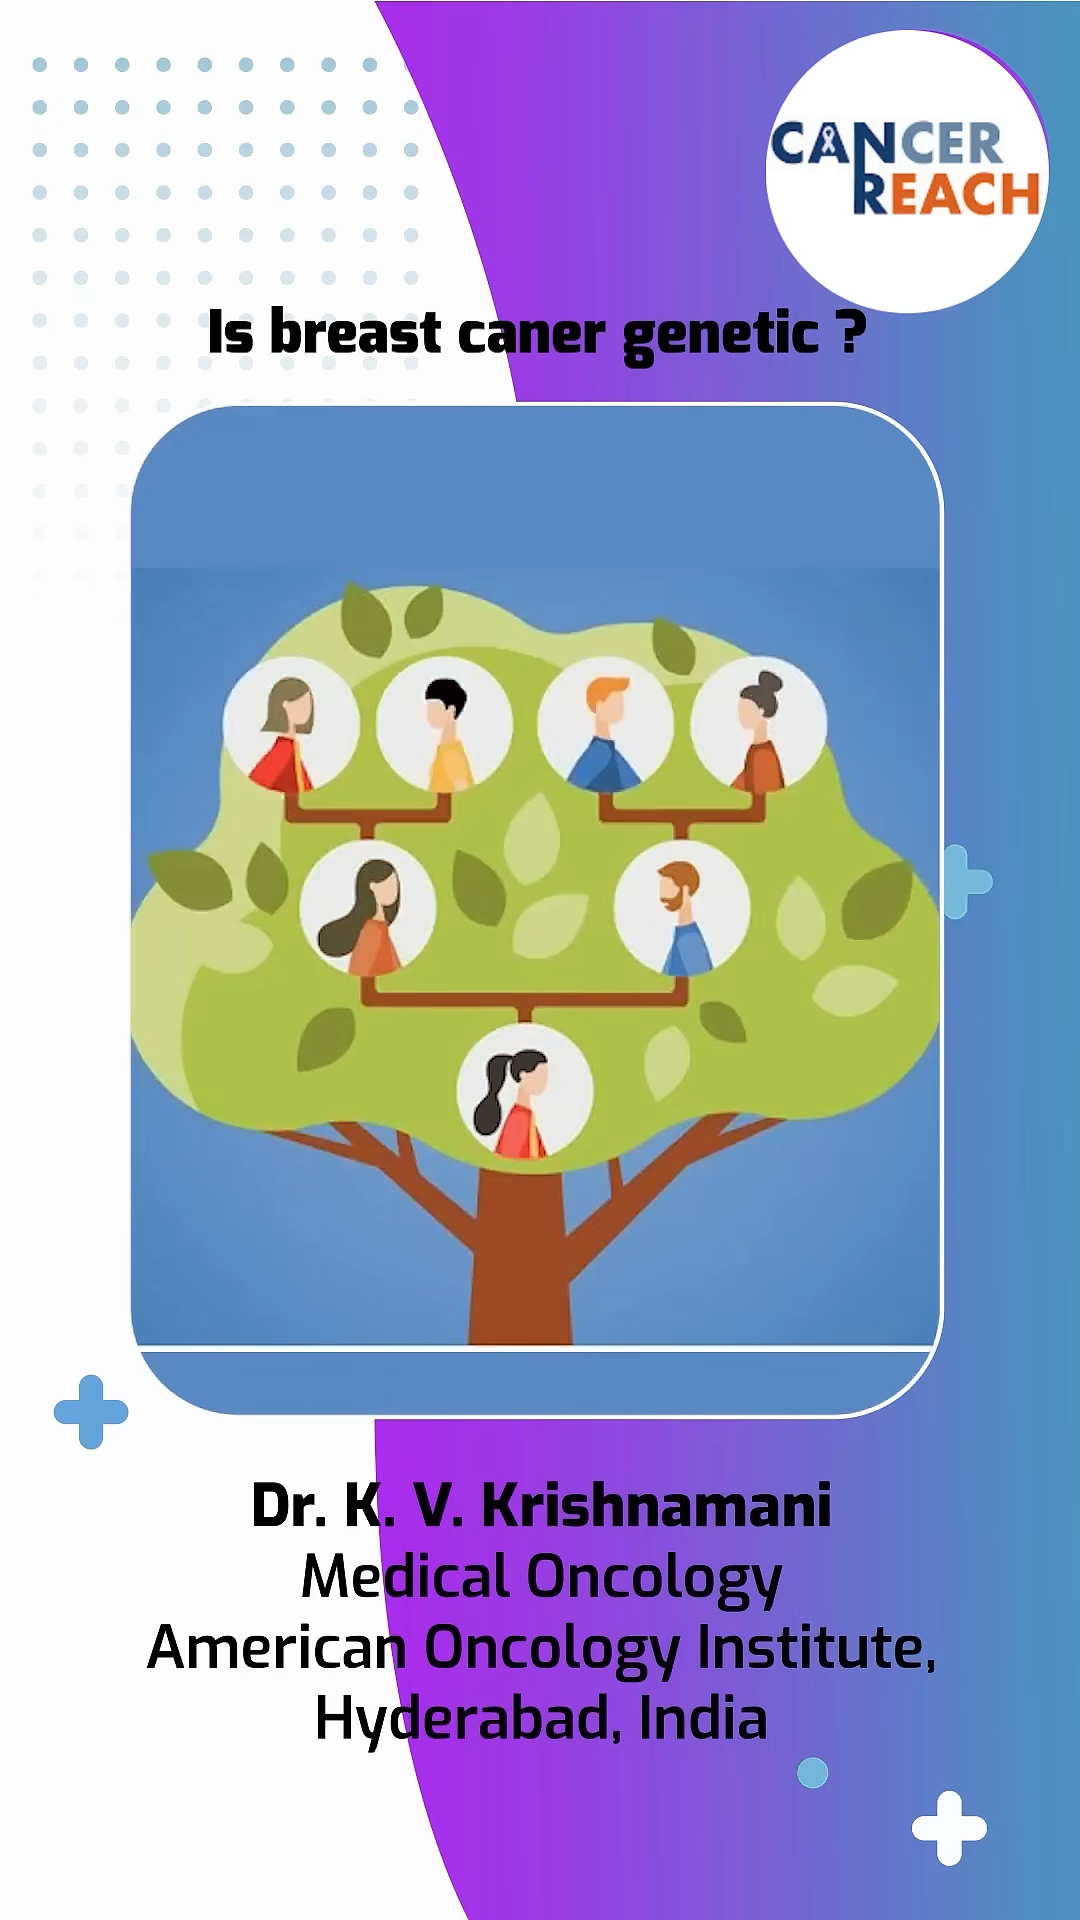 CANCER
REACH
Is breast caner genetic ?
Dr. K. V. Krishnamani
Medical Oncology
American Oncology Institute,
Hyderabad, India